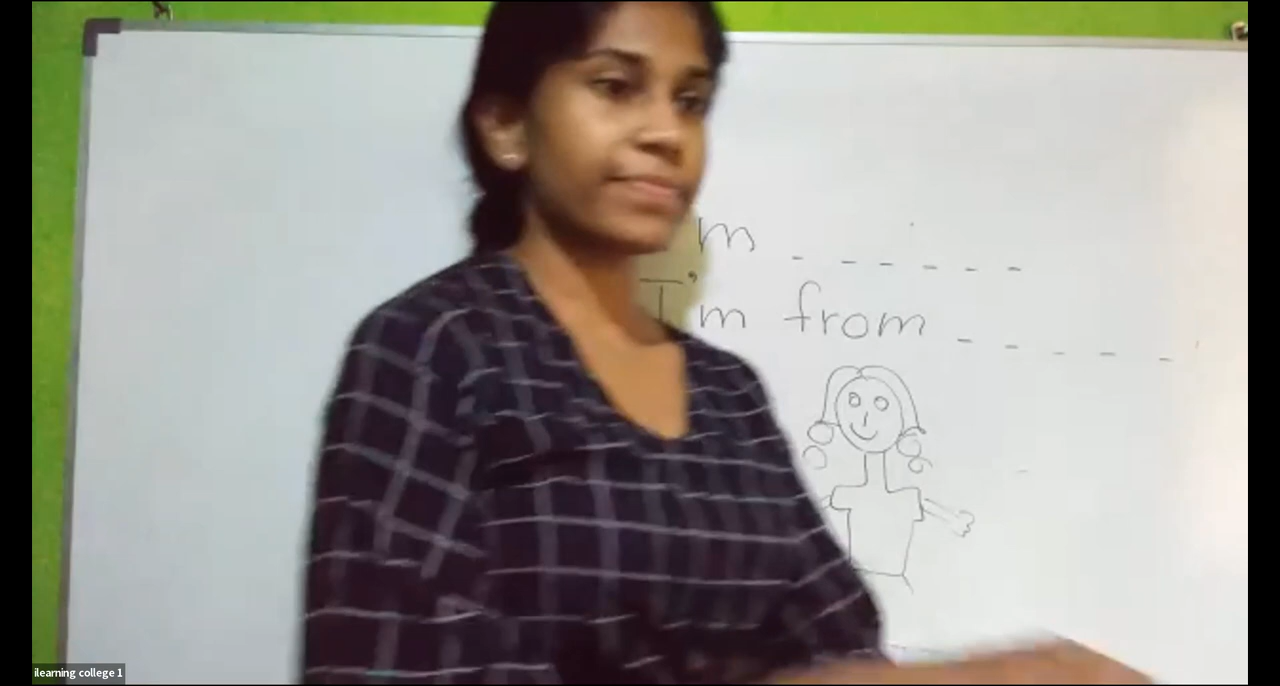 m _ _ _ _ _ _
I'm from _ _ _ _ _
ilearning college 1